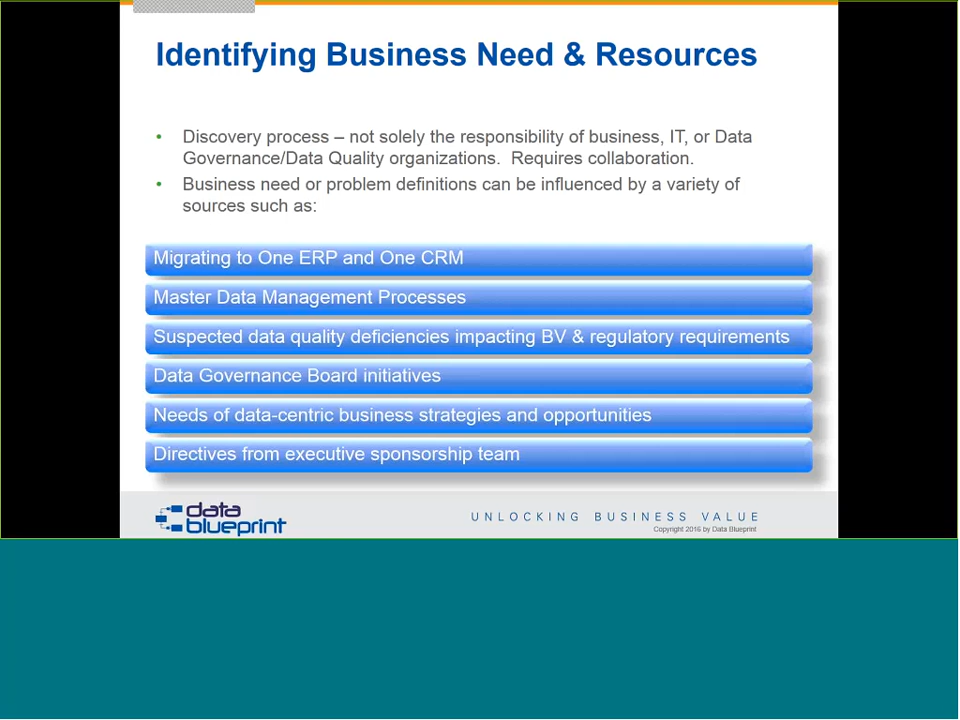 Identifying Business Need & Resources
• Discovery process – not solely the responsibility of business, IT, or Data
Governance/Data Quality organizations.  Requires collaboration.
• Business need or problem definitions can be influenced by a variety of
sources such as:
Migrating to One ERP and One CRM
Master Data Management Processes
Suspected data quality deficiencies impacting BV & regulatory requirements
Data Governance Board initiatives
Needs of data-centric business strategies and opportunities
Directives from executive sponsorship team
data
blueprint
UNLOCKING BUSINESS VALUE
Copyright 2016 by Data Blueprint